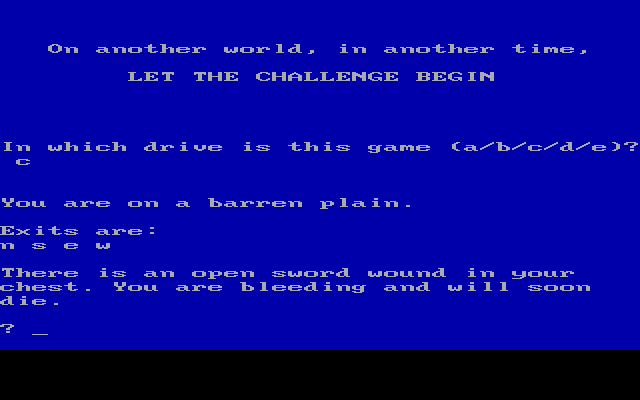 On another world, in another time,
LET THE CHALLENGE BEGIN
In which drive is this game (a/b/c/d/e)?
c
You are on a barren plain.
Exits are:
n s e w
There is an open sword wound in your
chest. You are bleeding and will soon
die.
? _